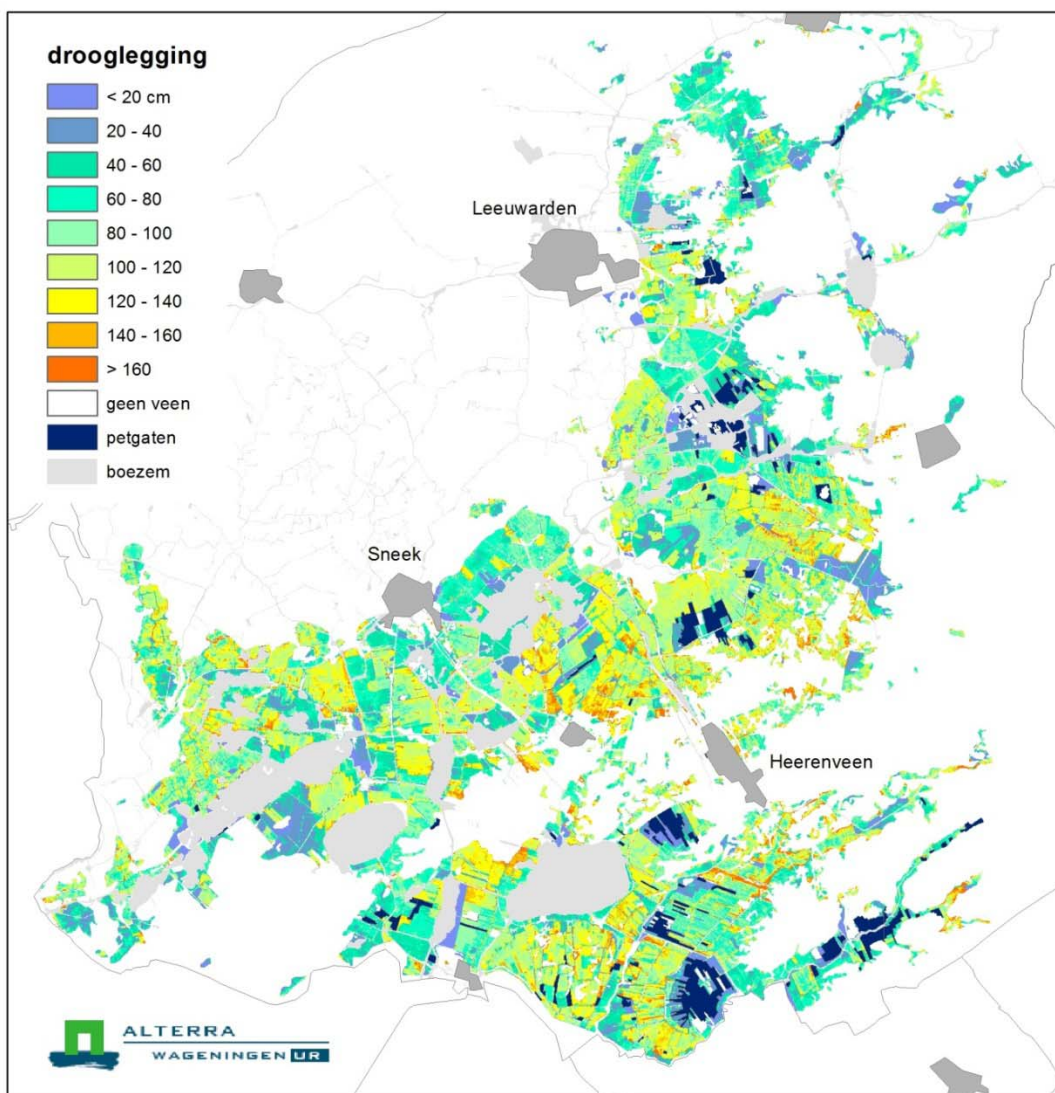 drooglegging
< 20 cm
20 - 40
40 - 60
60 - 80
80 - 100
100 - 120
120 - 140
140 - 160
> 160
geen veen
petgaten
boezem
Leeuwarden
Sneek
Heerenveen
ALTERRA
WAGENINGEN UR